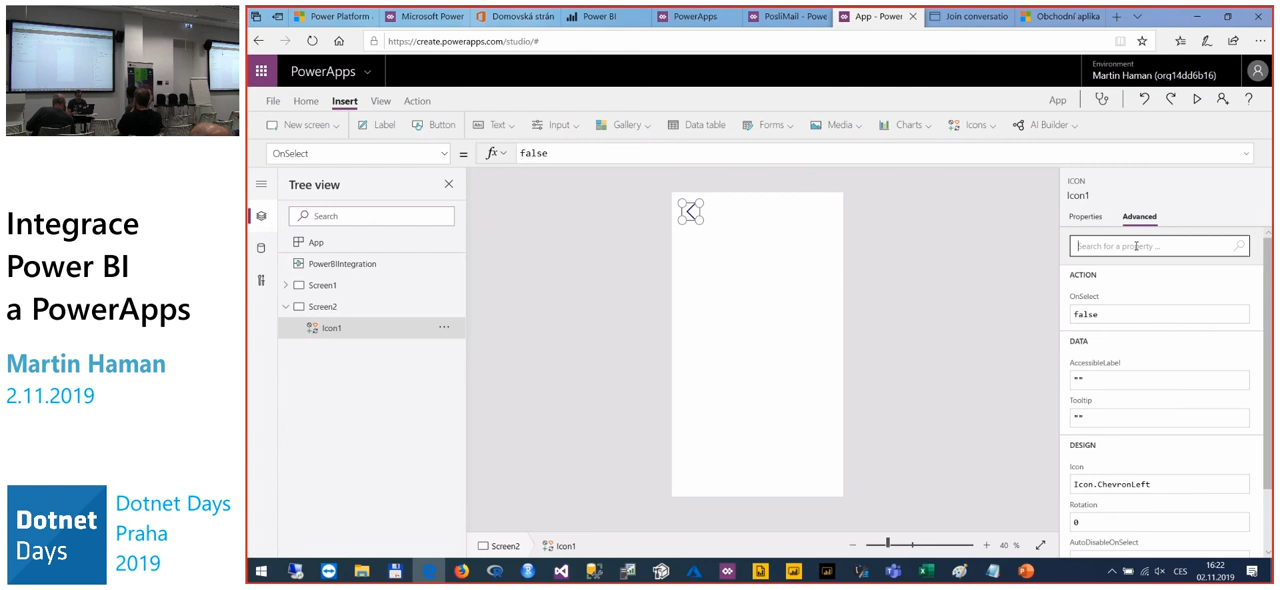 Integrace
Power BI
a PowerApps
Martin Haman
2.11.2019
Dotnet
Days
Dotnet Days
Praha
2019
Power Platform
Microsoft Power
Domovská strán
Power BI
PowerApps
PosliMail - Powe
App - Power
Join conversatio
Obchodní aplika
https://create.powerapps.com/studio/#
PowerApps
Environment
Martin Haman (orq14dd6b16)
File Home Insert View Action App
New screen Label Button Text Input Gallery Data table Forms Media Charts Icons AI Builder
OnSelect = fx false
Tree view
Search
App
PowerBIIntegration
Screen1
Screen2
Icon1
ICON
Icon1
Properties Advanced
Search for a property ...
ACTION
OnSelect
false
DATA
AccessibleLabel
""
Tooltip
""
DESIGN
Icon
Icon.ChevronLeft
Rotation
0
AutoDisableOnSelect
Screen2 Icon1 40 %
CES
16:22
02.11.2019